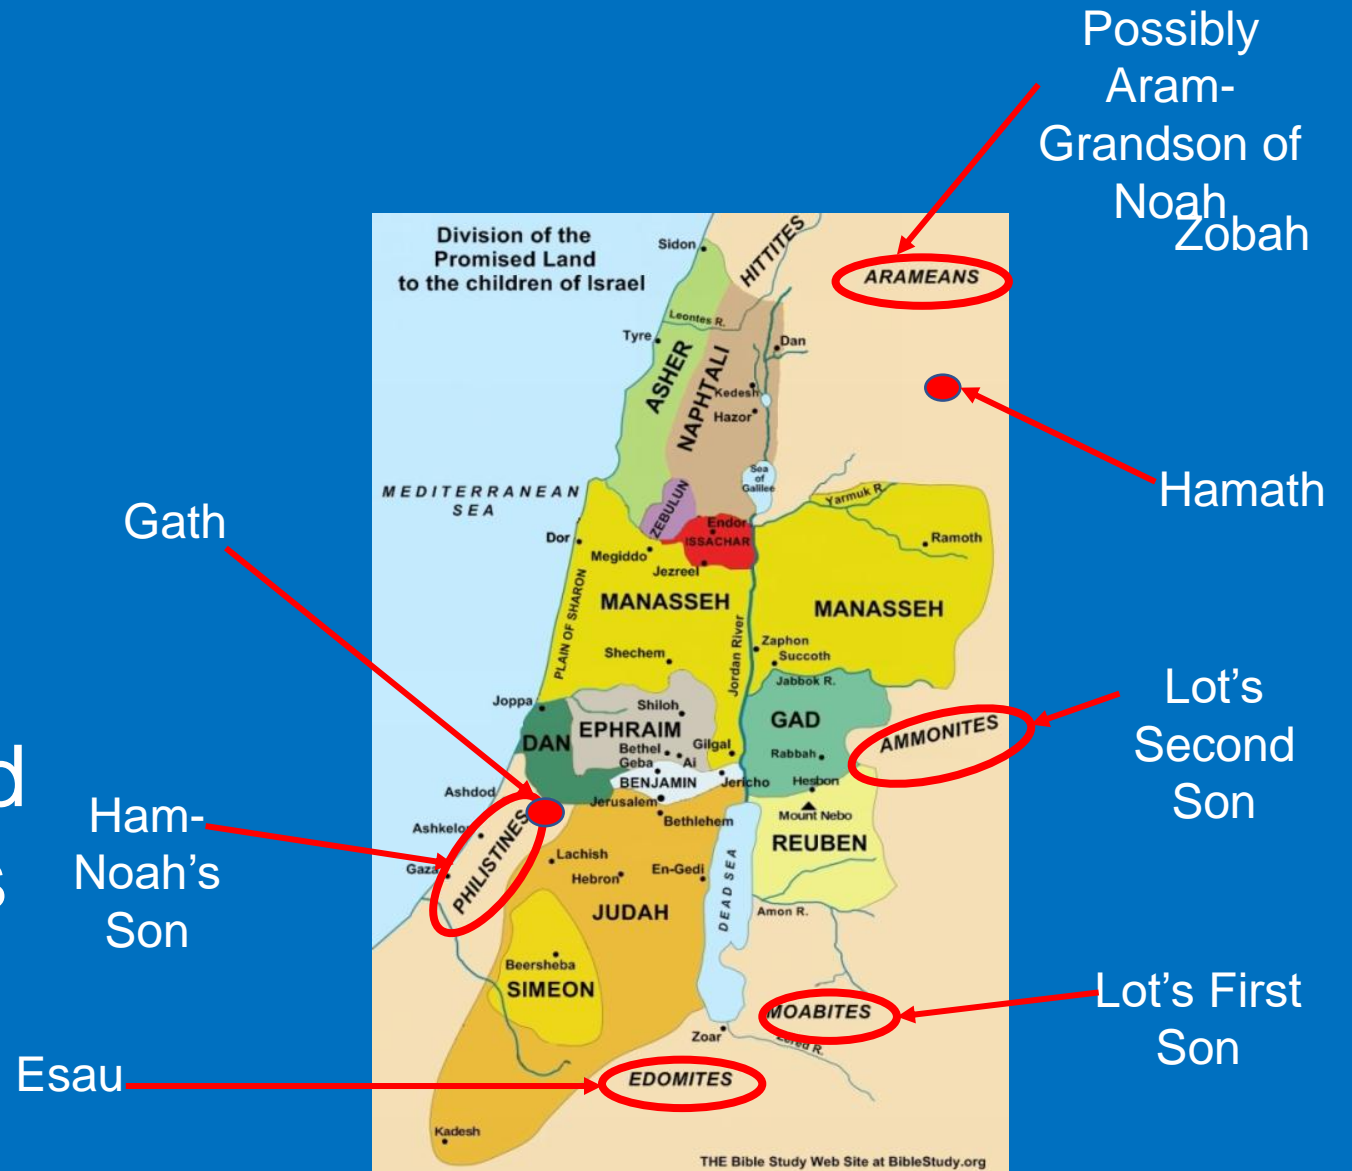 Possibly
Aram-
Grandson of
Noah
Zobah
Division of the
Promised Land
to the children of Israel
Sidon
HITTITES
ARAMEANS
Leontes R.
Tyre
Dan
ASHER
NAPHTALI
Kedesh
Hazor
Hamath
Sea
of
Galilee
MEDITERRANEAN
SEA
Yarmuk R.
ZEBULUN
Gath
Endor
ISSACHAR
Dor
Ramoth
Megiddo
Jezreel
PLAIN OF SHARON
MANASSEH
MANASSEH
Jordan River
Zaphon
Succoth
Shechem
Jabbok R.
Lot's
Second
Son
Joppa
Shiloh
GAD
EPHRAIM
AMMONITES
DAN
Bethel
Gilgal
Rabbah
Geba
Ai
BENJAMIN
Jericho
Hesbon
Ashdod
Jerusalem
Mount Nebo
Bethlehem
Ham-
Noah's
Son
Ashkelon
REUBEN
PHILISTINES
Lachish
En-Gedi
Gaza
Hebron
DEAD SEA
JUDAH
Amon R.
Beersheba
SIMEON
Lot's First
Son
MOABITES
Zoar
Zered R.
Esau
EDOMITES
Kadesh
THE Bible Study Web Site at BibleStudy.org